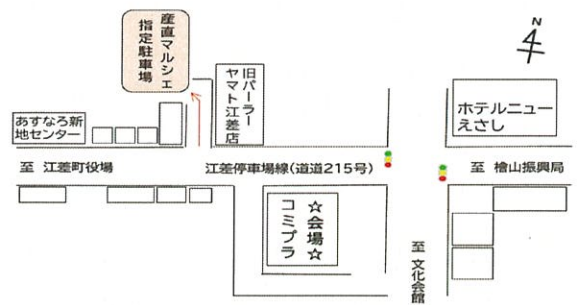 産直マルシェ
指定駐車場
N
旧パーラー
ヤマト江差店
ホテルニュー
えさし
あすなろ新
地センター
至 江差町役場
江差停車場線(道道215号)
至 檜山振興局
☆会場☆
コミプラ
至 文化会館